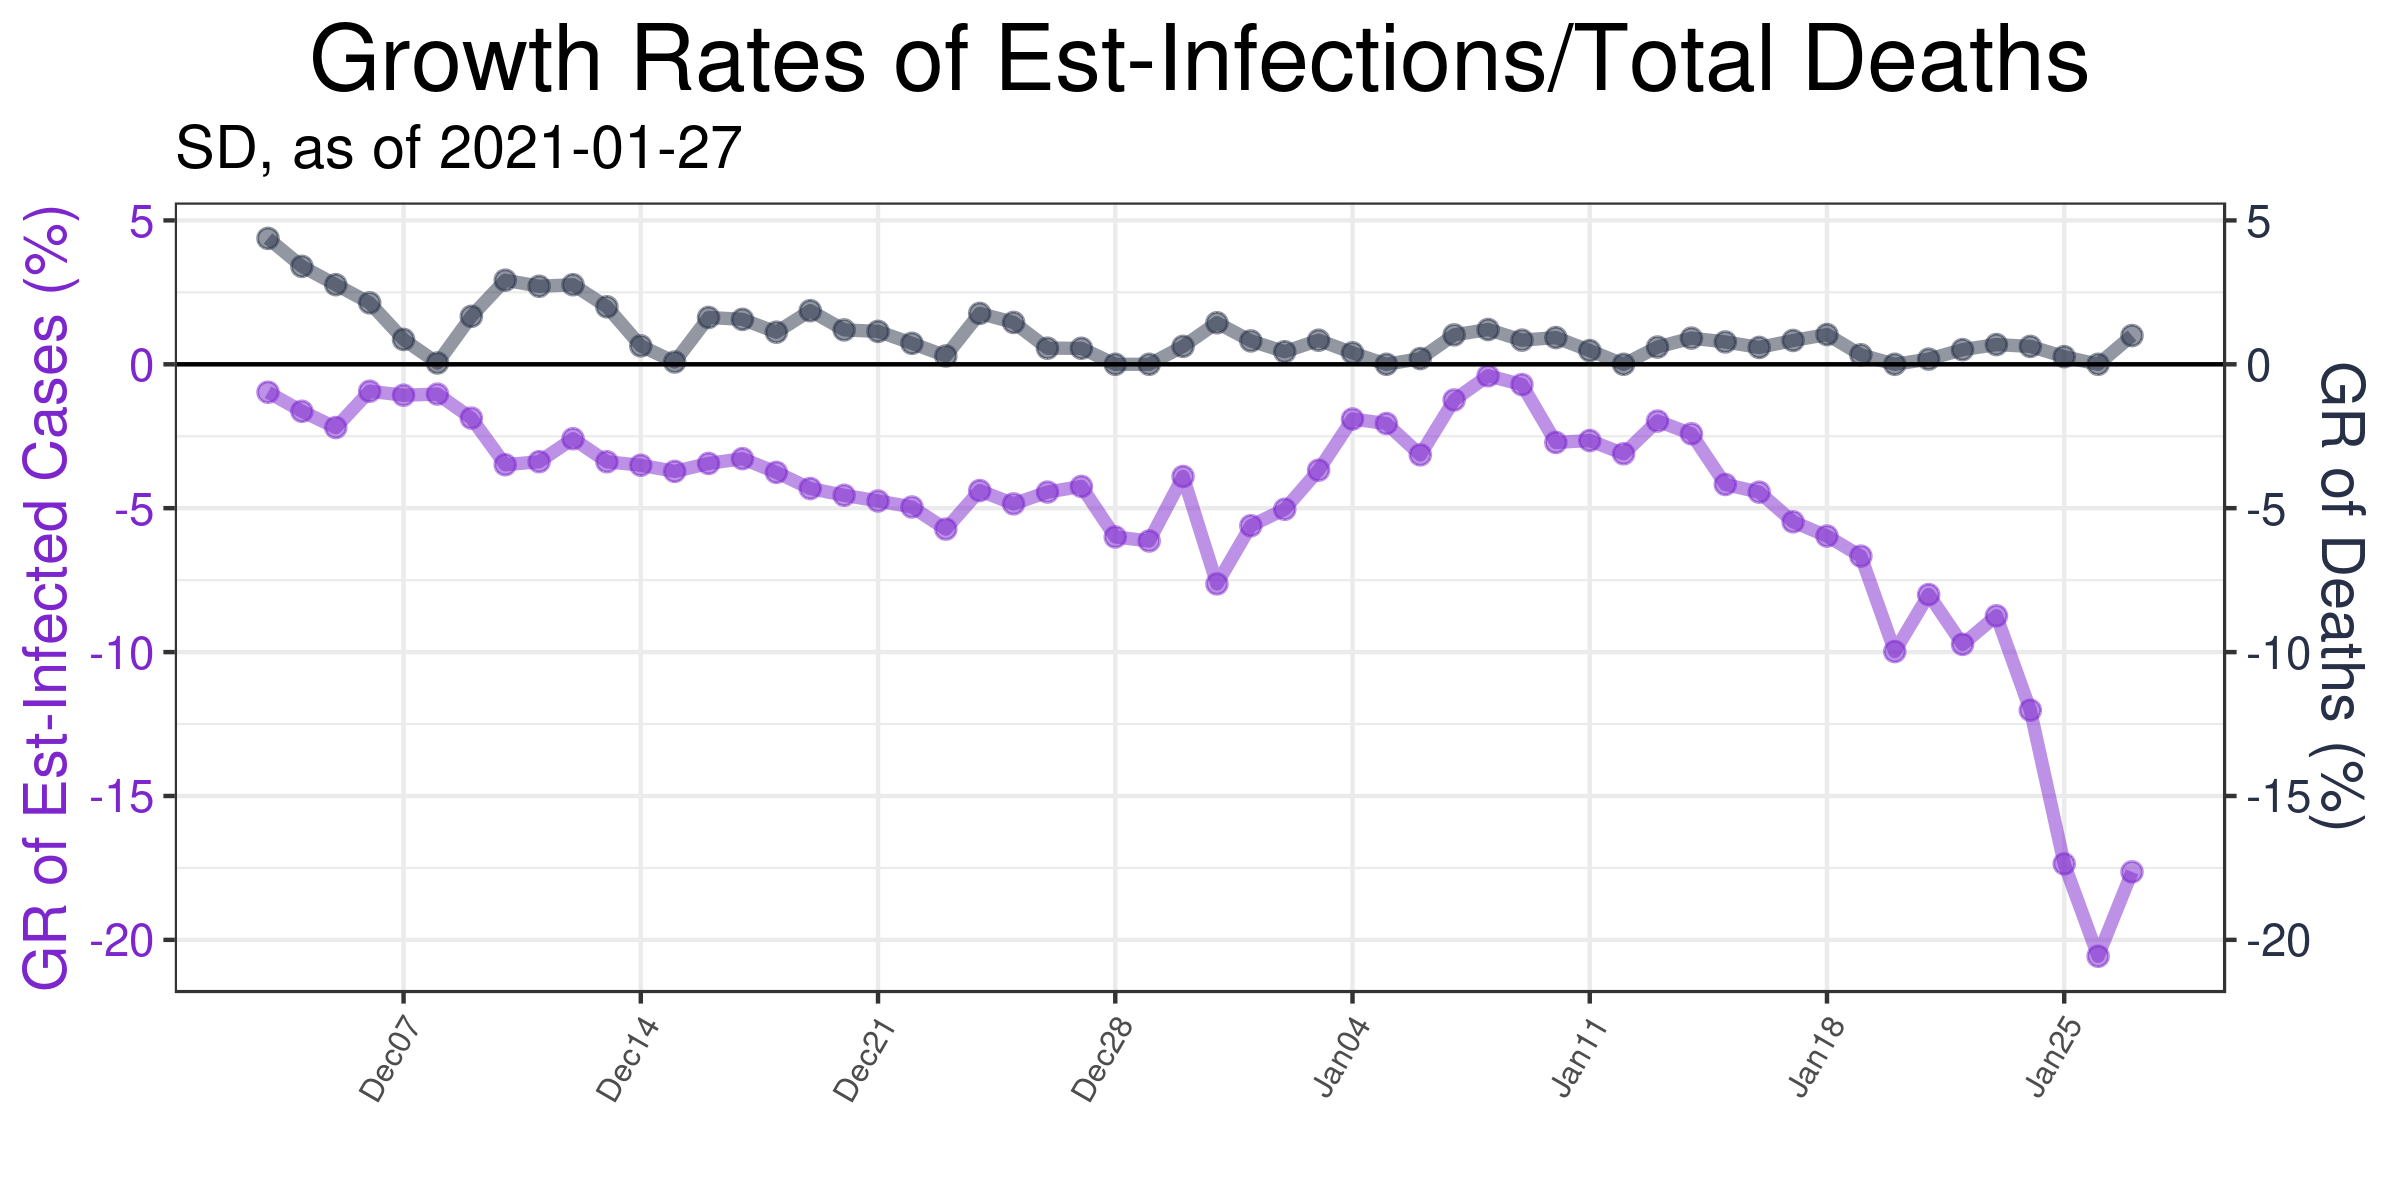 Growth Rates of Est-Infections/Total Deaths
SD, as of 2021-01-27
GR of Est-Infected Cases (%)
5
0
-5
-10
-15
-20
5
0
-5
-10
-15
-20
GR of Deaths (%)
Dec07
Dec14
Dec21
Dec28
Jan04
Jan11
Jan18
Jan25